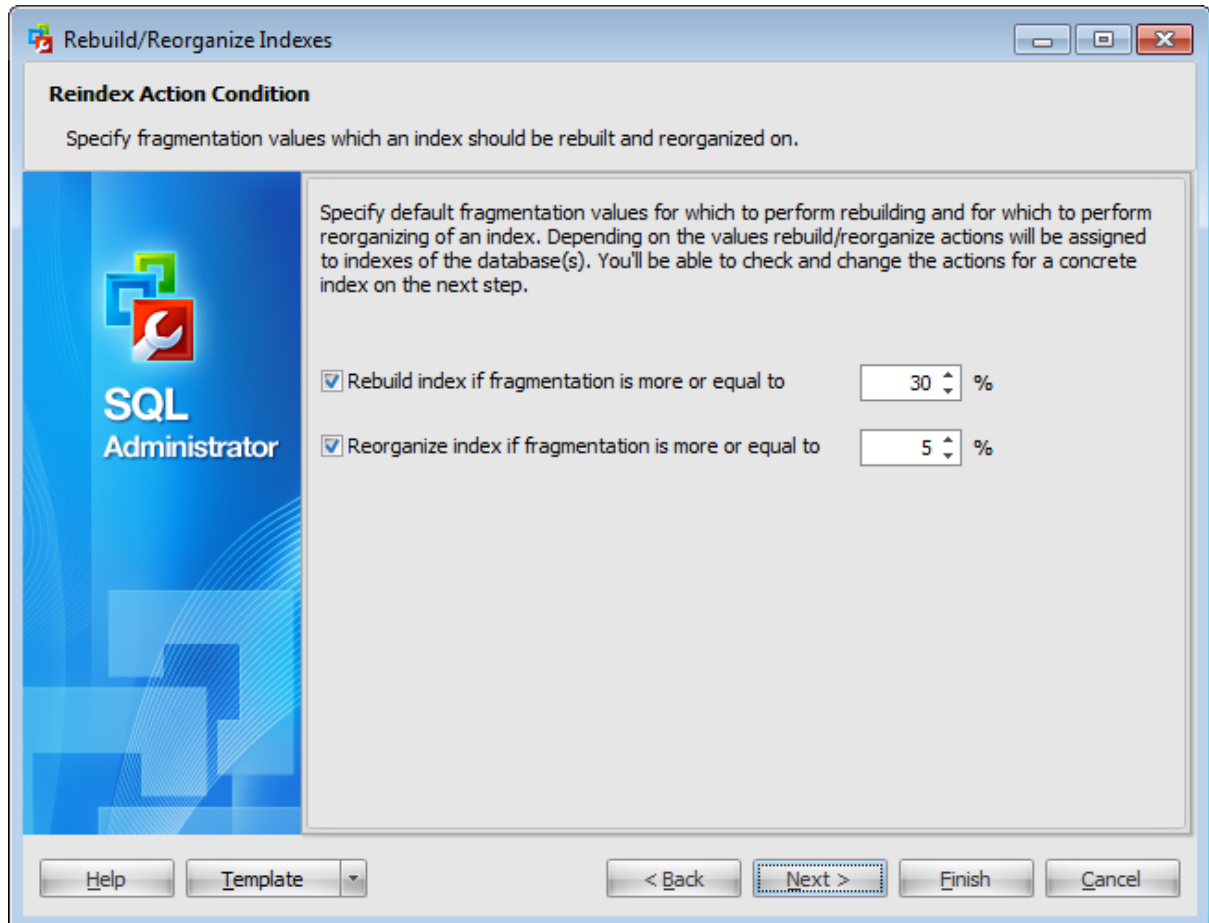 Rebuild/Reorganize Indexes
Reindex Action Condition
Specify fragmentation values which an index should be rebuilt and reorganized on.
SQL
Administrator
Specify default fragmentation values for which to perform rebuilding and for which to perform
reorganizing of an index. Depending on the values rebuild/reorganize actions will be assigned
to indexes of the database(s). You'll be able to check and change the actions for a concrete
index on the next step.
Rebuild index if fragmentation is more or equal to 30 %
Reorganize index if fragmentation is more or equal to 5 %
Help Template < Back Next > Finish Cancel